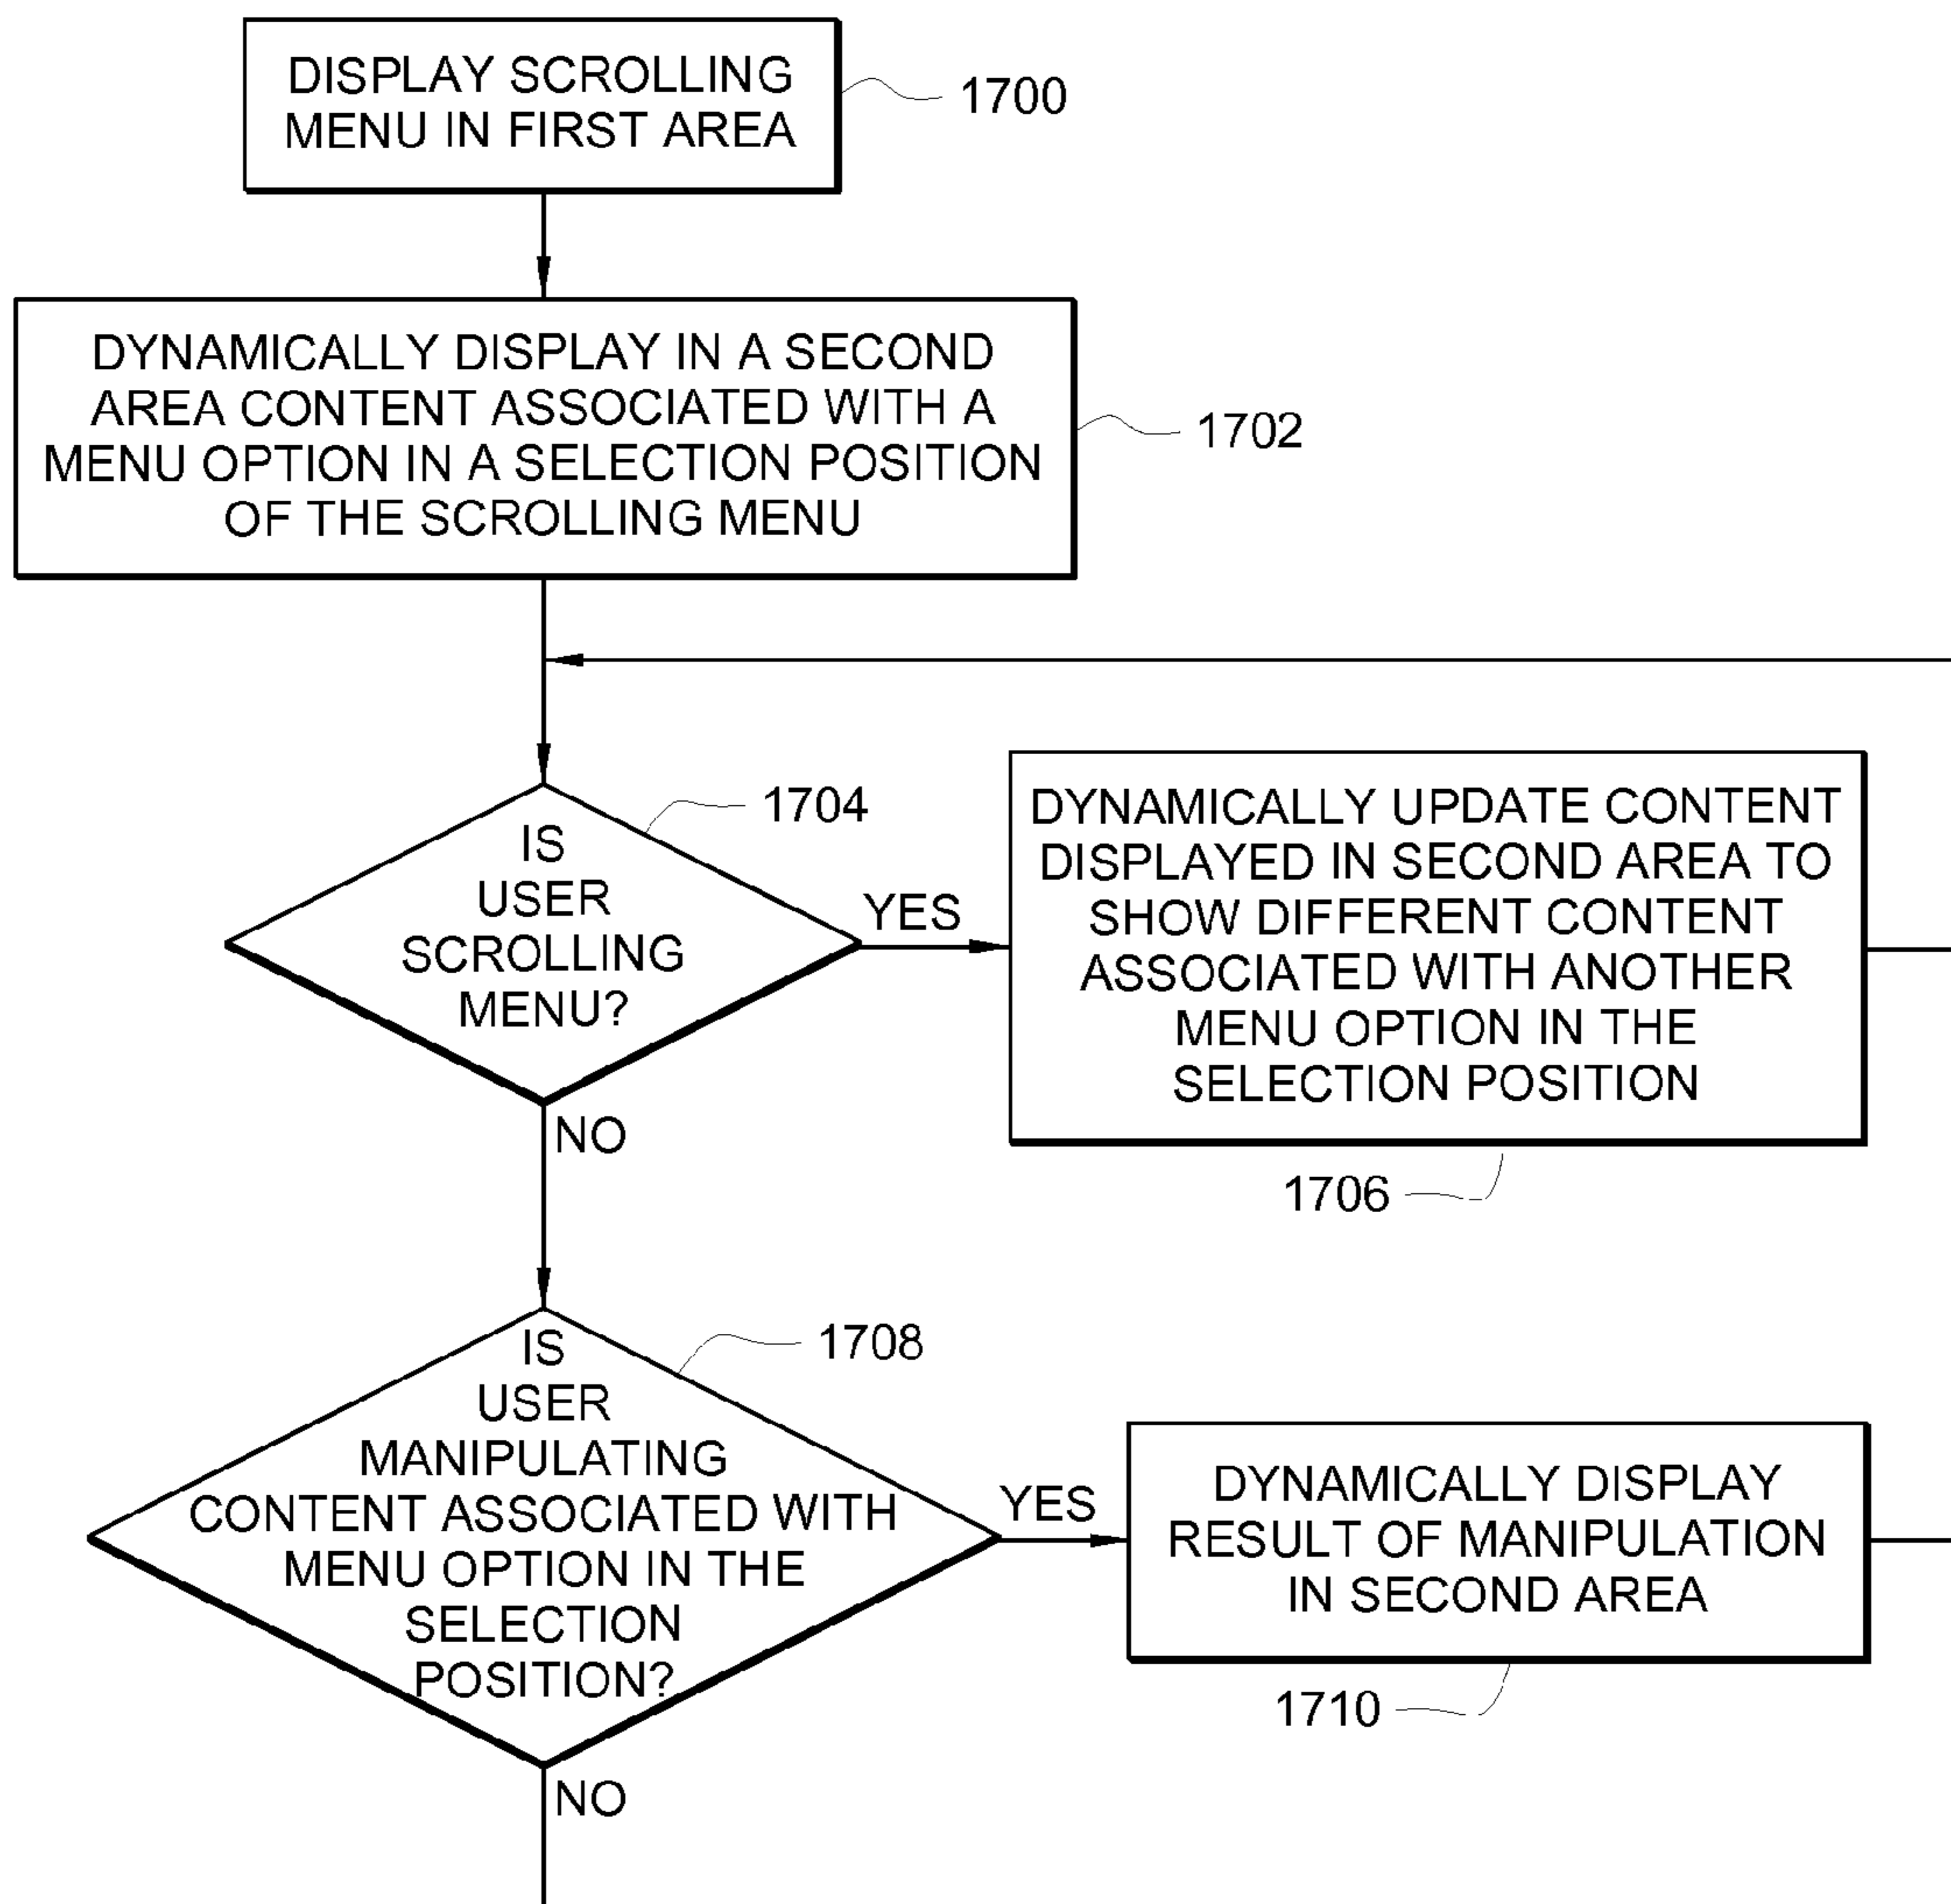 DISPLAY SCROLLING
MENU IN FIRST AREA
1700
DYNAMICALLY DISPLAY IN A SECOND
AREA CONTENT ASSOCIATED WITH A
MENU OPTION IN A SELECTION POSITION
OF THE SCROLLING MENU
1702
IS
USER
SCROLLING
MENU?
1704
YES
NO
DYNAMICALLY UPDATE CONTENT
DISPLAYED IN SECOND AREA TO
SHOW DIFFERENT CONTENT
ASSOCIATED WITH ANOTHER
MENU OPTION IN THE
SELECTION POSITION
1706
IS
USER
MANIPULATING
CONTENT ASSOCIATED WITH
MENU OPTION IN THE
SELECTION
POSITION?
1708
YES
NO
DYNAMICALLY DISPLAY
RESULT OF MANIPULATION
IN SECOND AREA
1710